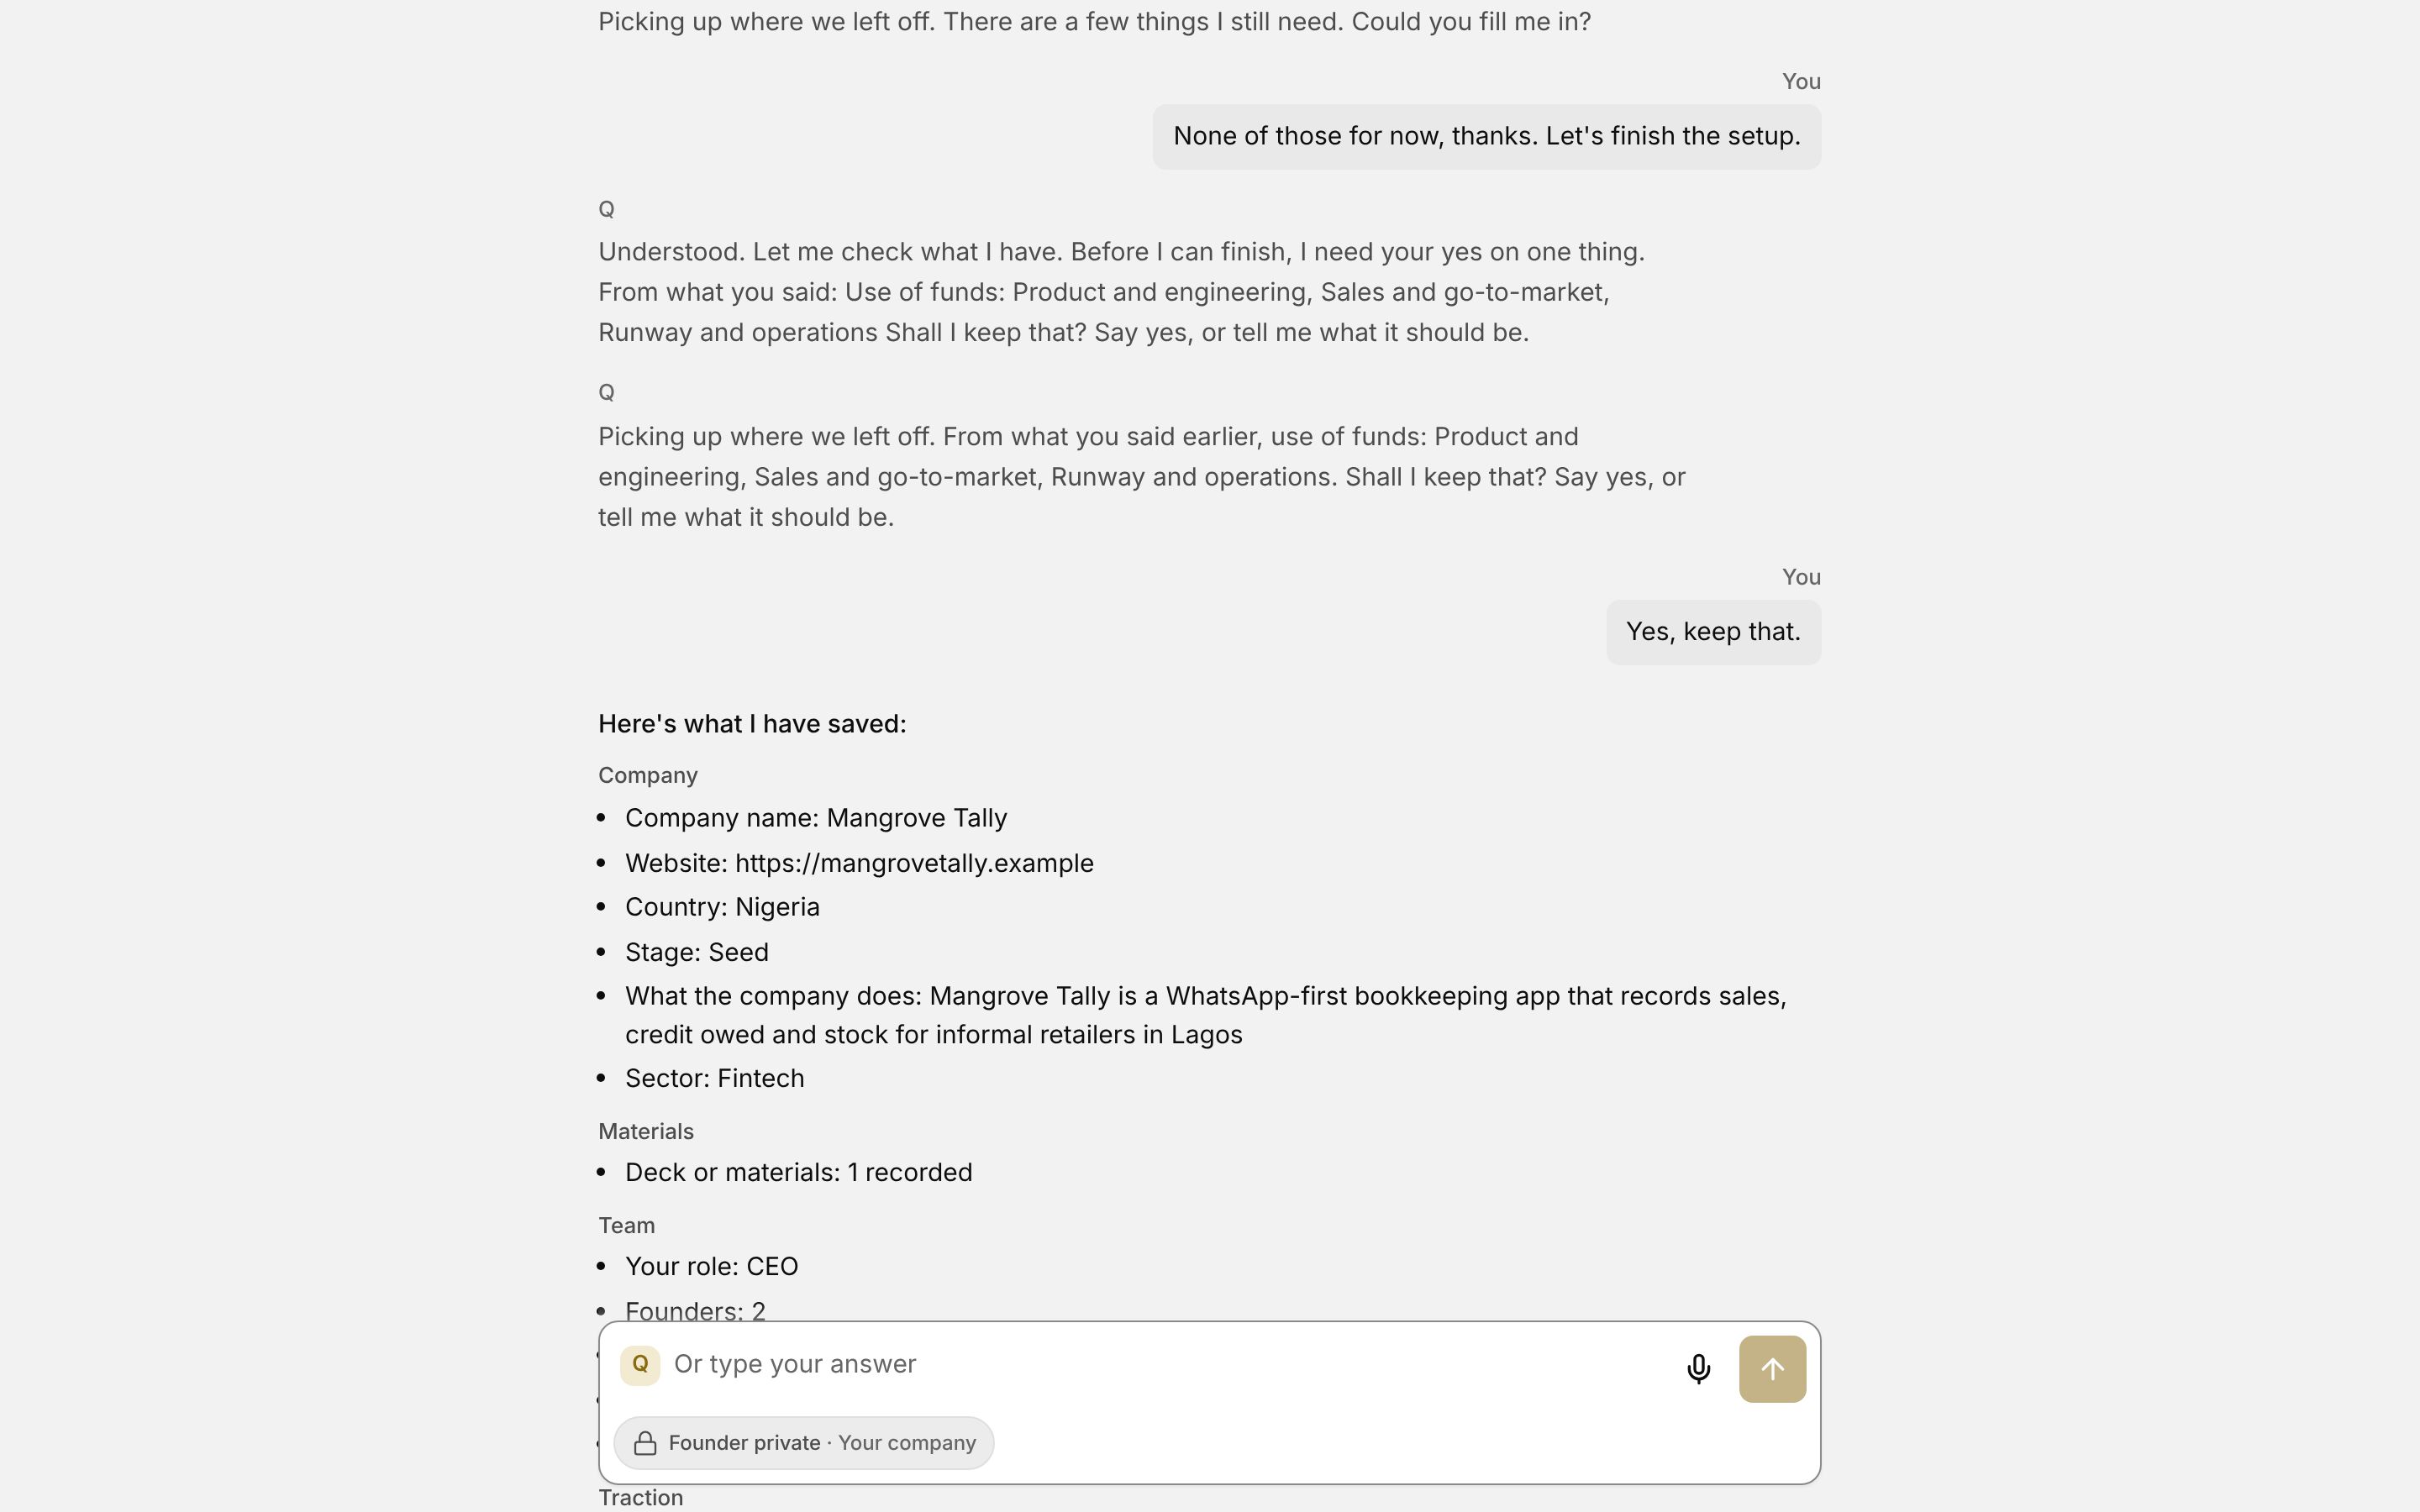 Picking up where we left off. There are a few things I still need. Could you fill me in?
You
None of those for now, thanks. Let's finish the setup.
Q
Understood. Let me check what I have. Before I can finish, I need your yes on one thing.
From what you said: Use of funds: Product and engineering, Sales and go-to-market,
Runway and operations Shall I keep that? Say yes, or tell me what it should be.
Q
Picking up where we left off. From what you said earlier, use of funds: Product and
engineering, Sales and go-to-market, Runway and operations. Shall I keep that? Say yes, or
tell me what it should be.
You
Yes, keep that.
Here's what I have saved:
Company
• Company name: Mangrove Tally
• Website: https://mangrovetally.example
• Country: Nigeria
• Stage: Seed
• What the company does: Mangrove Tally is a WhatsApp-first bookkeeping app that records sales,
credit owed and stock for informal retailers in Lagos
• Sector: Fintech
Materials
• Deck or materials: 1 recorded
Team
• Your role: CEO
• Founders: 2
Q Or type your answer
Founder private · Your company
Traction